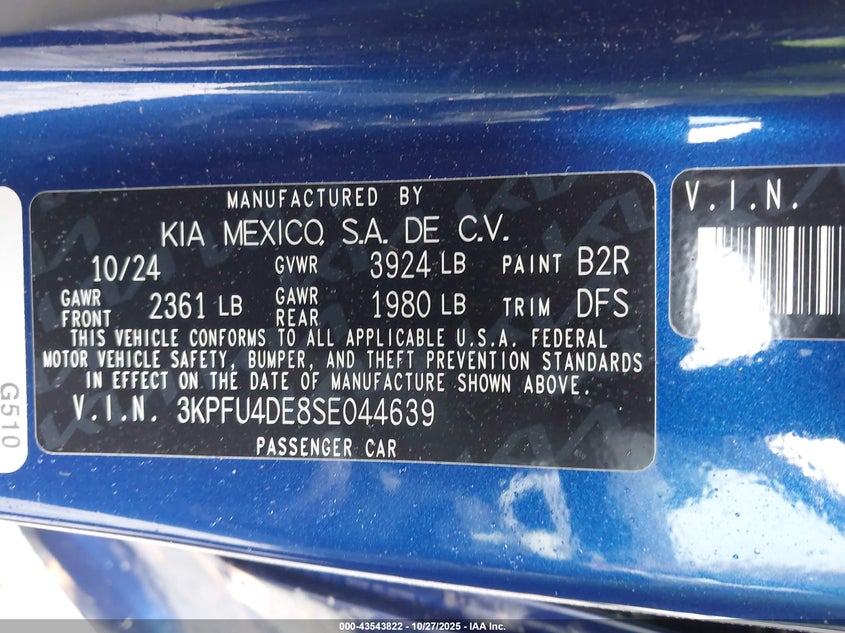 MANUFACTURED BY
KIA MEXICO, S.A. DE C.V.
10/24 GVWR 3924 LB PAINT B2R
GAWR FRONT 2361 LB GAWR REAR 1980 LB TRIM DFS
THIS VEHICLE CONFORMS TO ALL APPLICABLE U.S.A. FEDERAL
MOTOR VEHICLE SAFETY, BUMPER, AND THEFT PREVENTION STANDARDS
IN EFFECT ON THE DATE OF MANUFACTURE SHOWN ABOVE.
V.I.N. 3KPFU4DE8SE044639
PASSENGER CAR
V.I.N.
G510
000-43543822 - 10/27/2025 - IAA Inc.